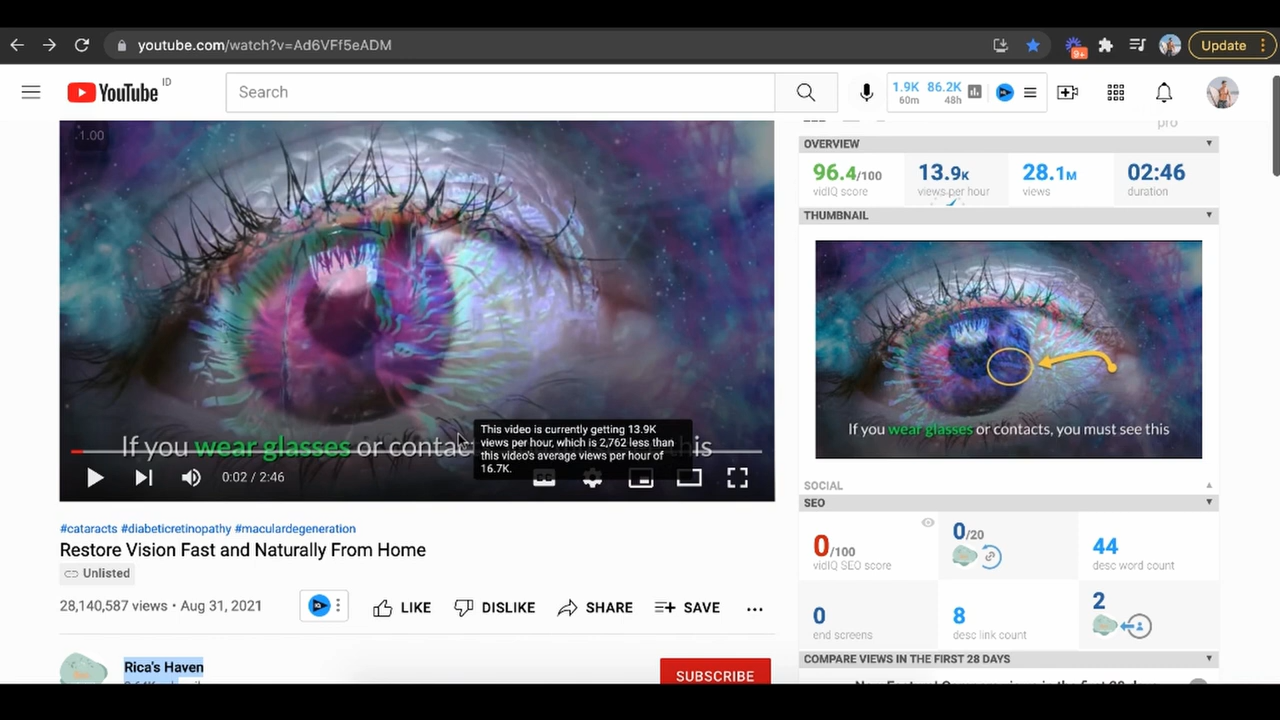 youtube.com/watch?v=Ad6VFf5eADM
9+
Update
YouTube ID
Search
1.9K 86.2K
60m 48h
pro
1.00
OVERVIEW
96.4/100
vidIQ score
13.9K
views per hour
28.1M
views
02:46
duration
THUMBNAIL
If you wear glasses or contacts, you must see this
If you wear glasses or contac
is
This video is currently getting 13.9K
views per hour, which is 2,762 less than
this video's average views per hour of
16.7K.
0:02 / 2:46
CC
SOCIAL
SEO
0/100
vidIQ SEO score
0/20
44
desc word count
0
end screens
8
desc link count
2
COMPARE VIEWS IN THE FIRST 28 DAYS
#cataracts #diabeticretinopathy #maculardegeneration
Restore Vision Fast and Naturally From Home
Unlisted
28,140,587 views • Aug 31, 2021
LIKE
DISLIKE
SHARE
SAVE
Rica's Haven
SUBSCRIBE